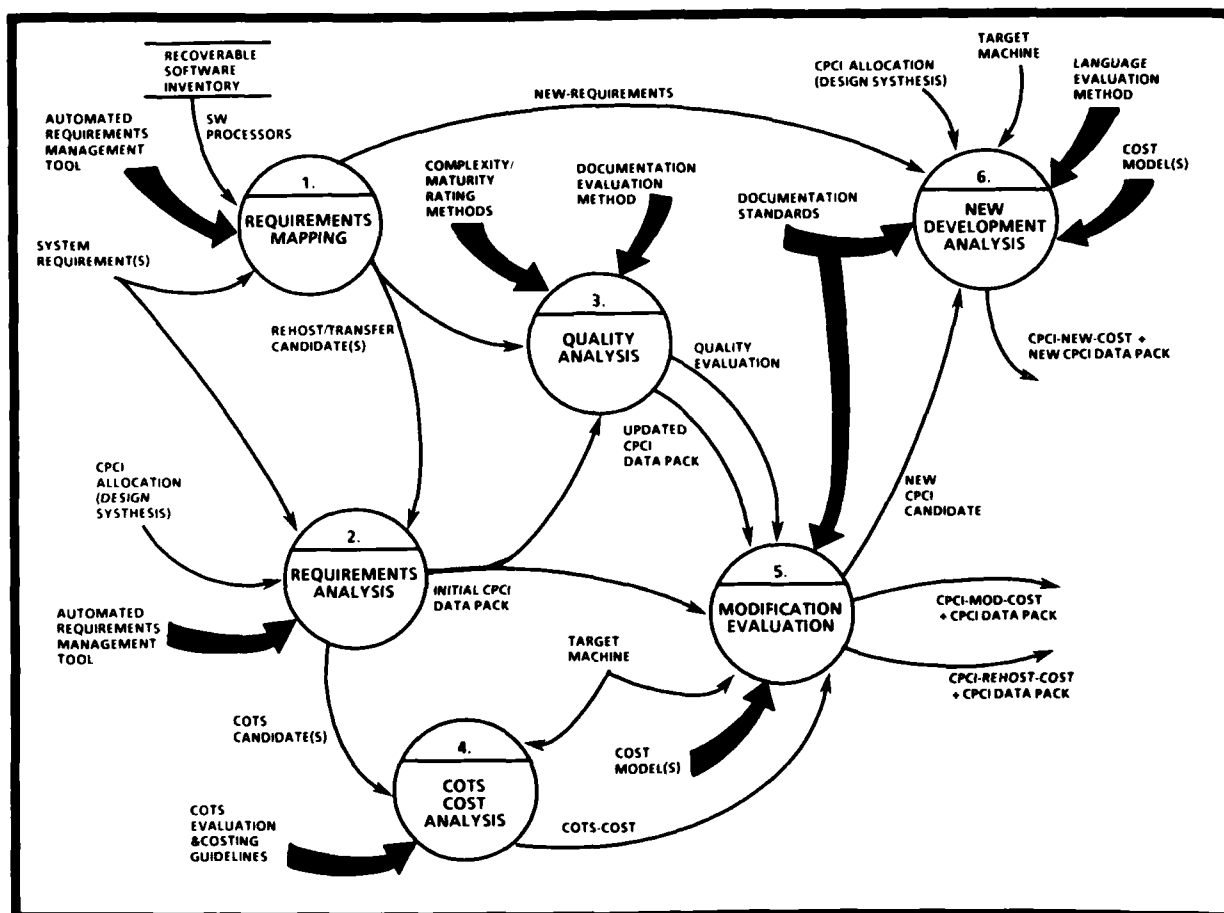 RECOVERABLE
SOFTWARE
INVENTORY
SW
PROCESSORS
AUTOMATED
REQUIREMENTS
MANAGEMENT
TOOL
SYSTEM
REQUIREMENT(S)
1.
REQUIREMENTS
MAPPING
NEW-REQUIREMENTS
COMPLEXITY/
MATURITY
RATING
METHODS
DOCUMENTATION
EVALUATION
METHOD
CPCI ALLOCATION
(DESIGN SYSTHESIS)
TARGET
MACHINE
LANGUAGE
EVALUATION
METHOD
COST
MODEL(S)
DOCUMENTATION
STANDARDS
6.
NEW
DEVELOPMENT
ANALYSIS
CPCI-NEW-COST +
NEW CPCI DATA PACK
REHOST/TRANSFER
CANDIDATE(S)
3.
QUALITY
ANALYSIS
QUALITY
EVALUATION
UPDATED
CPCI
DATA PACK
CPCI
ALLOCATION
(DESIGN
SYSTHESIS)
2.
REQUIREMENTS
ANALYSIS
INITIAL CPCI
DATA PACK
AUTOMATED
REQUIREMENTS
MANAGEMENT
TOOL
NEW
CPCI
CANDIDATE
5.
MODIFICATION
EVALUATION
CPCI-MOD-COST
+ CPCI DATA PACK
CPCI-REHOST-COST
+ CPCI DATA PACK
TARGET
MACHINE
COTS
CANDIDATE(S)
COST
MODEL(S)
4.
COTS
COST
ANALYSIS
COTS
EVALUATION
&COSTING
GUIDELINES
COTS-COST